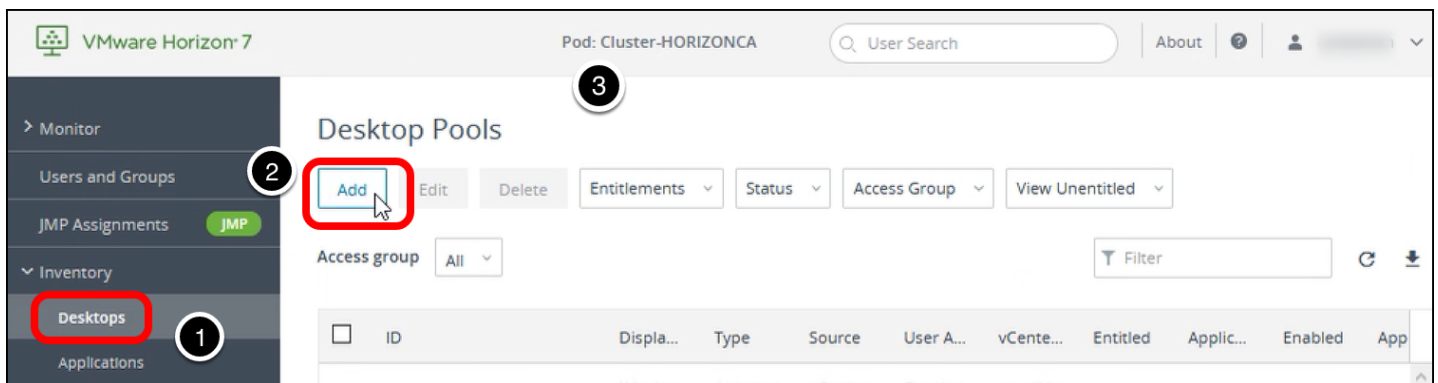 VMware Horizon® 7
Pod: Cluster-HORIZONCA
User Search
About
3
Monitor
Users and Groups
JMP Assignments JMP
Inventory
Desktops
1
Applications
Desktop Pools
2
Add Edit Delete Entitlements Status Access Group View Unentitled
Access group All Filter
ID Displa... Type Source User A... vCente... Entitled Applic... Enabled App